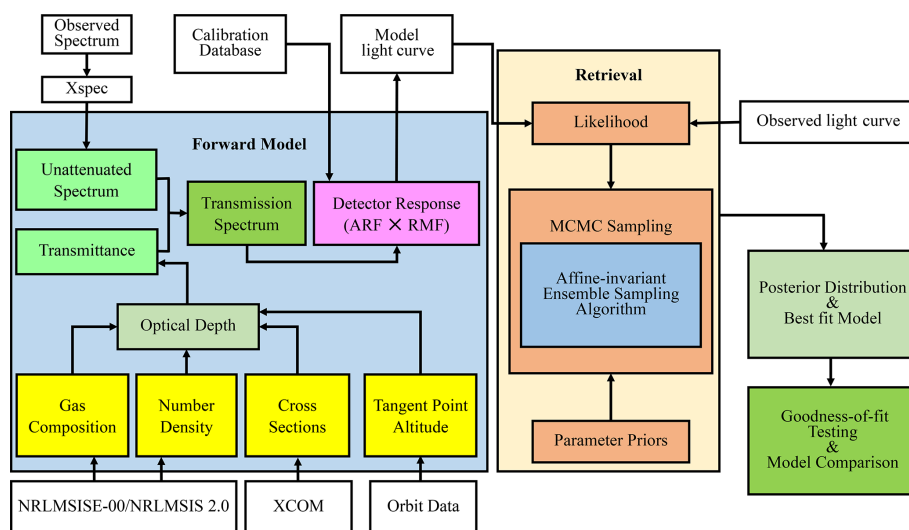 Observed
Spectrum
Calibration
Database
Model
light curve
Xspec
Retrieval
Forward Model
Likelihood
Observed light curve
Unattenuated
Spectrum
Transmission
Spectrum
Detector Response
(ARF × RMF)
Transmittance
MCMC Sampling
Affine-invariant
Ensemble Sampling
Algorithm
Posterior Distribution
&
Best fit Model
Optical Depth
Gas
Composition
Number
Density
Cross
Sections
Tangent Point
Altitude
Parameter Priors
Goodness-of-fit
Testing
&
Model Comparison
NRLMSISE-00/NRLMSIS 2.0
XCOM
Orbit Data